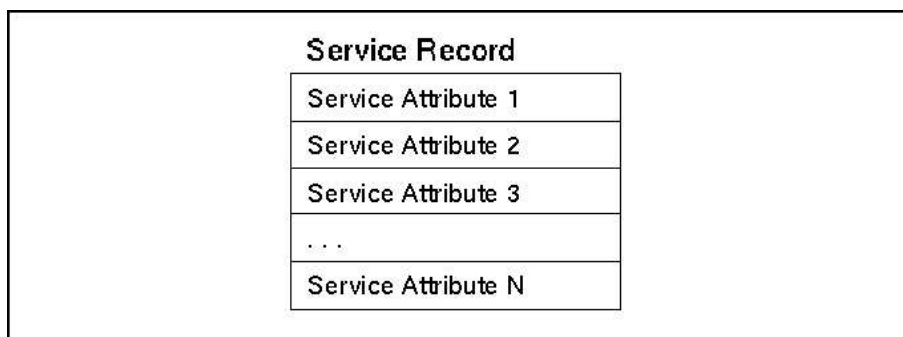 Service Record
Service Attribute 1
Service Attribute 2
Service Attribute 3
. . .
Service Attribute N